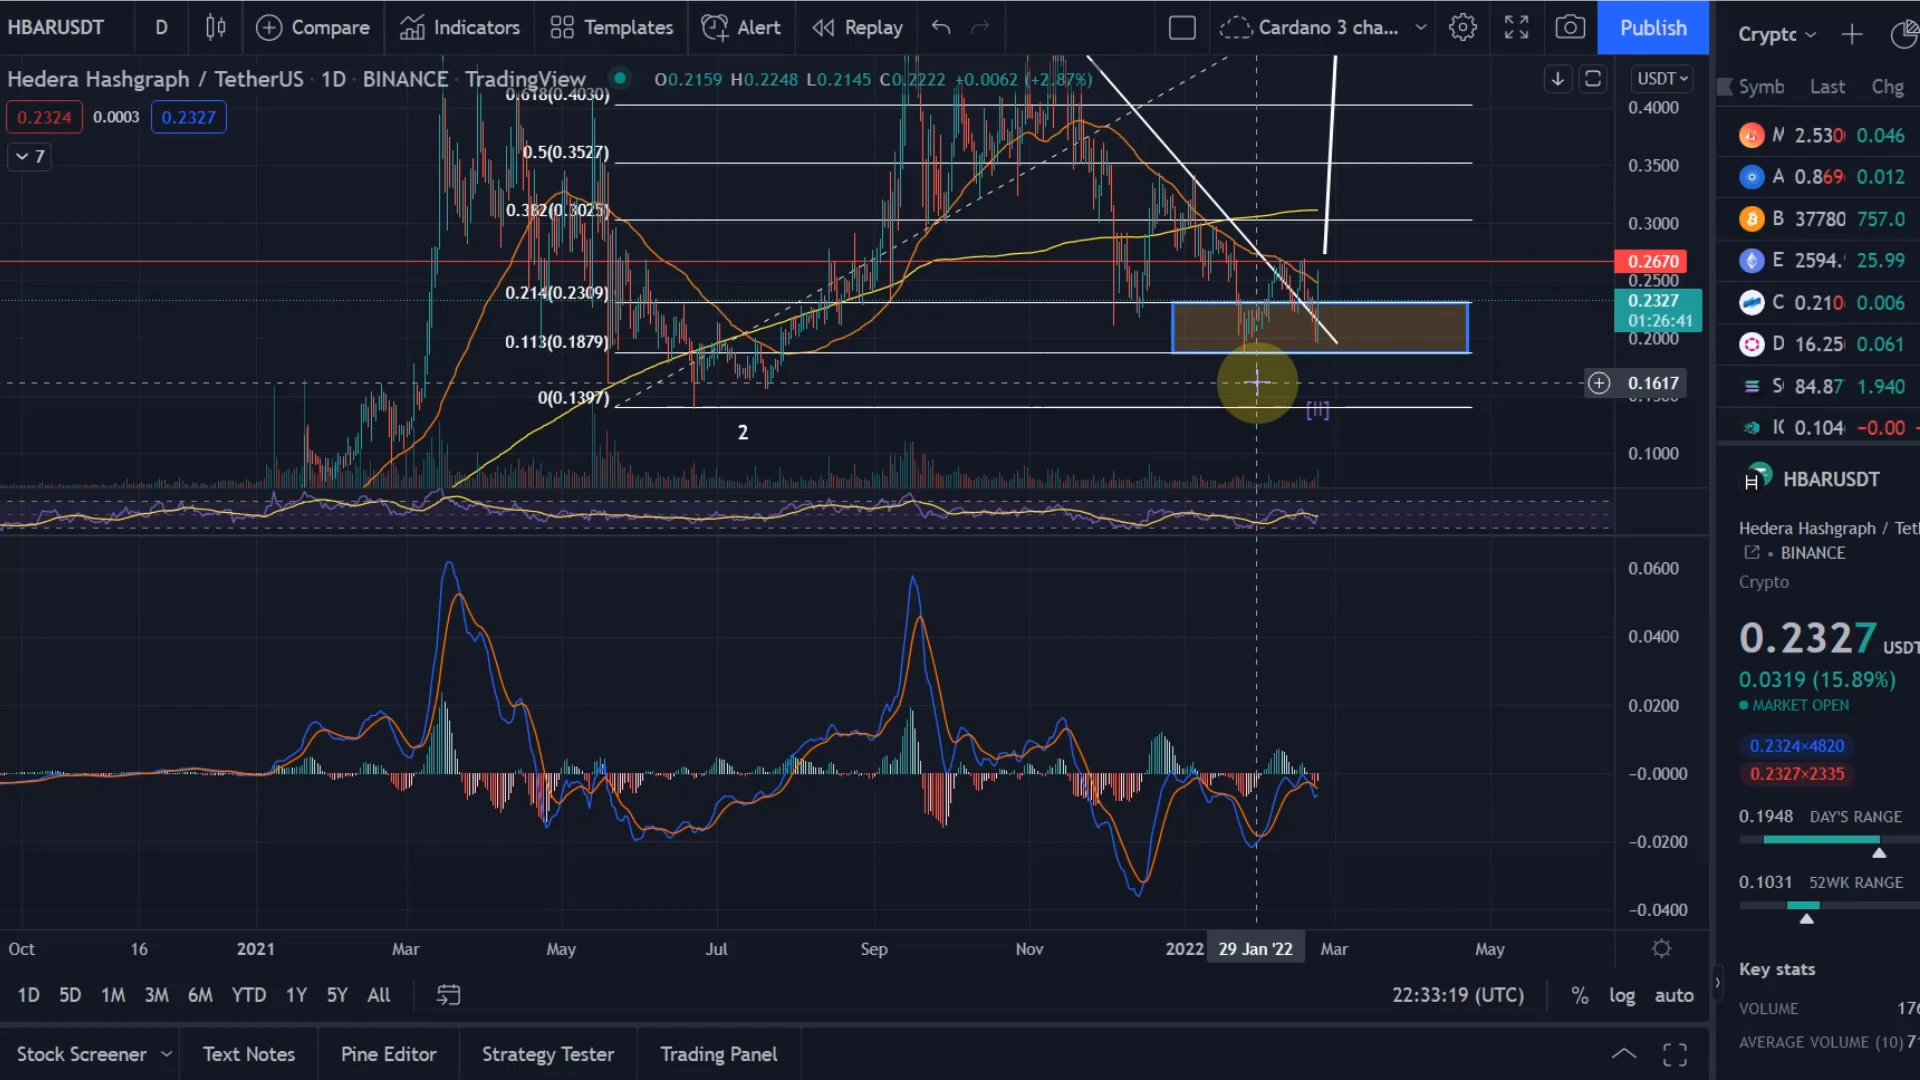 HBARUSDT D Compare Indicators Templates Alert Replay Cardano 3 cha... Publish
Crypto
Hedera Hashgraph / TetherUS · 1D · BINANCE · TradingView O0.2159 H0.2248 L0.2145 C0.2222 +0.0062 (+2.87%) USDT
0.2324 0.0003 0.2327
7
0.618(0.4030)
0.5(0.3527)
0.382(0.3025)
0.214(0.2309)
0.113(0.1879)
0(0.1397)
2
[II]
0.4000
0.3500
0.3000
0.2670
0.2500
0.2327
01:26:41
0.2000
0.1617
0.1000
0.0600
0.0400
0.0200
−0.0000
−0.0200
−0.0400
Oct 16 2021 Mar May Jul Sep Nov 2022 29 Jan '22 Mar May
1D 5D 1M 3M 6M YTD 1Y 5Y All 22:33:19 (UTC) % log auto
Stock Screener Text Notes Pine Editor Strategy Tester Trading Panel
Symb Last Chg
2.530 0.046
A 0.869 0.012
B 37780 757.0
E 2594. 25.99
C 0.210 0.006
D 16.25 0.061
84.87 1.940
0.104 −0.00
HBARUSDT
Hedera Hashgraph / Tet
BINANCE
Crypto
0.2327 USDT
0.0319 (15.89%)
MARKET OPEN
0.2324×4820
0.2327×2335
0.1948 DAY'S RANGE
0.1031 52WK RANGE
Key stats
VOLUME 176
AVERAGE VOLUME (10) 7